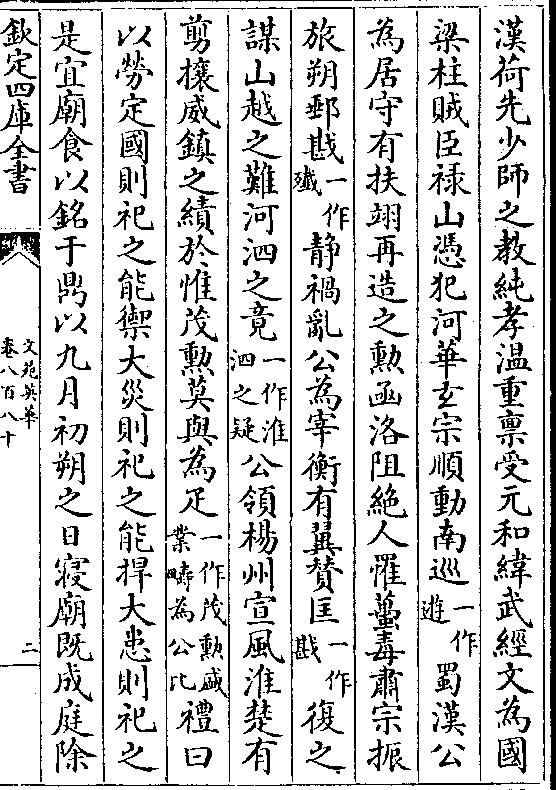 漢荷先少師之教純孝溫重稟受元和緯武經文為國
梁柱賊臣祿山憑犯河華玄宗順動南巡一作遊蜀漢公
為居守有扶翊再造之勲函洛阻絶人罹蠆毒肅宗振
旅朔郵戡一作殲静禍亂公為宰衡有翼贊匡一作戡復之
謀山越之難河泗之竟一作淮泗之疑公領楊州宣風淮楚有
剪攘威鎮之績於惟茂勲莫與為疋一作茂勲盛業疇為公比禮曰
以勞定國則祀之能禦大災則祀之能捍大患則祀之
是宜廟食以銘于鼎以九月初朔之日寢廟既成庭除
欽定四庫全書
文苑英華
卷八百八十
二